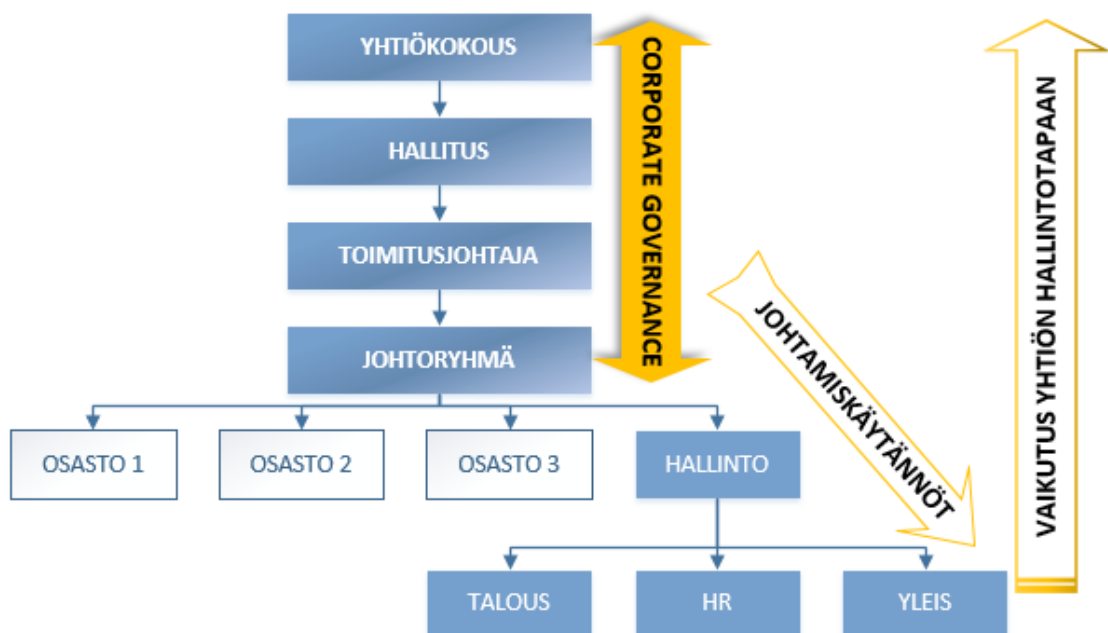 YHTIÖKOKOUS
HALLITUS
TOIMITUSJOHTAJA
JOHTORYHMÄ
OSASTO 1
OSASTO 2
OSASTO 3
HALLINTO
TALOUS
HR
YLEIS
CORPORATE GOVERNANCE
JOHTAMISKÄYTÄNNÖT
VAIKUTUS YHTIÖN HALLINTOTAPAAN